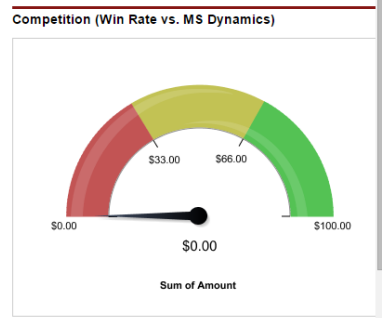 Competition (Win Rate vs. MS Dynamics)
$33.00 $66.00
$0.00 $100.00
$0.00
Sum of Amount